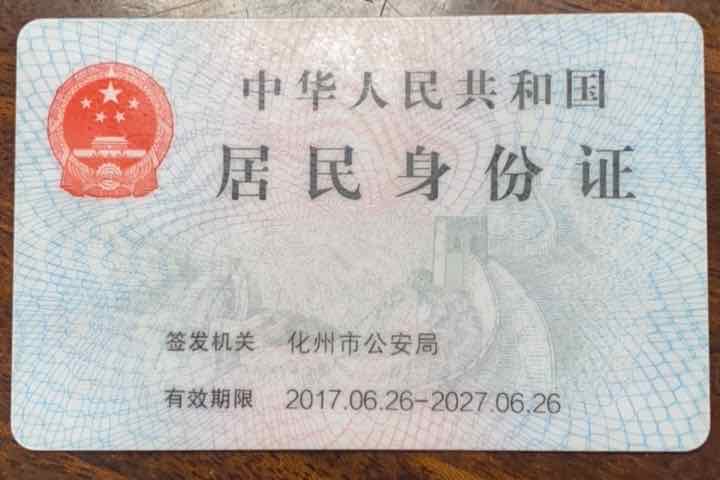 中华人民共和国
居民身份证
签发机关 化州市公安局
有效期限 2017.06.26-2027.06.26